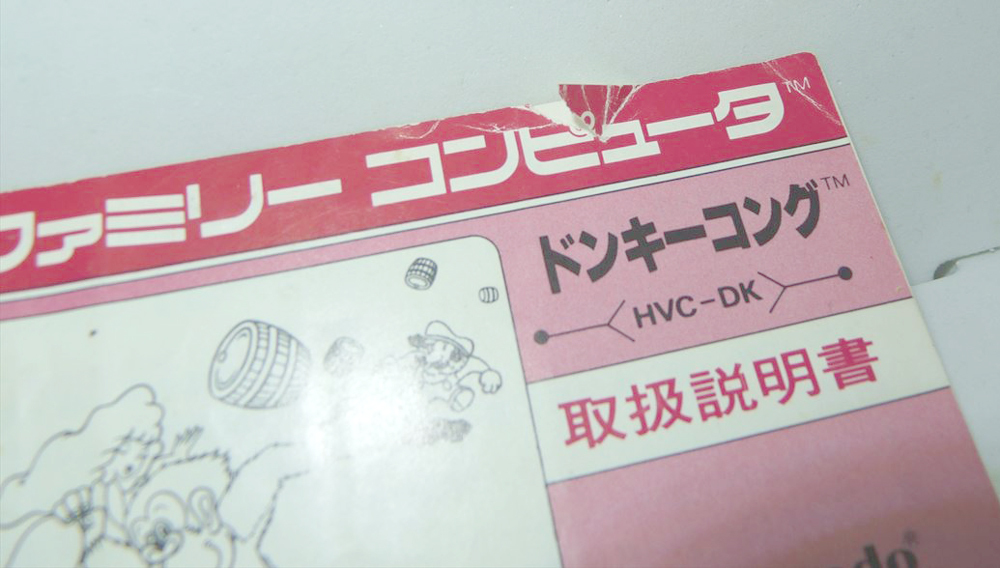 ファミリー コンピュータ™
ドンキーコング™
HVC-DK
取扱説明書